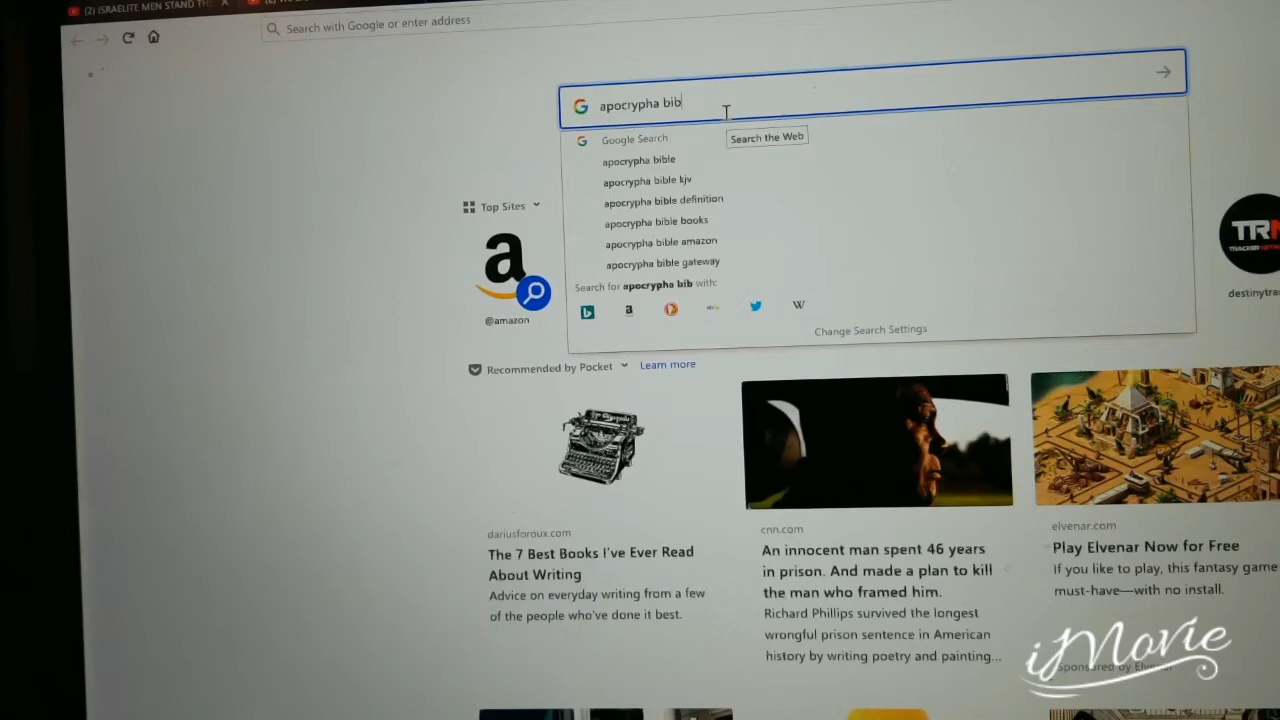 (2) ISRAELITE MEN STAND TH
Search with Google or enter address
apocrypha bib
Google Search
Search the Web
apocrypha bible
apocrypha bible kjv
apocrypha bible definition
apocrypha bible books
apocrypha bible amazon
apocrypha bible gateway
Search for apocrypha bib with:
Change Search Settings
Top Sites
a
@amazon
TRN
destinytra
Recommended by Pocket
Learn more
dariusforoux.com
The 7 Best Books I've Ever Read
About Writing
Advice on everyday writing from a few
of the people who've done it best.
cnn.com
An innocent man spent 46 years
in prison. And made a plan to kill
the man who framed him.
Richard Phillips survived the longest
wrongful prison sentence in American
history by writing poetry and painting...
elvenar.com
Play Elvenar Now for Free
If you like to play, this fantasy game
must-have—with no install.
Sponsored by Elve
iMovie